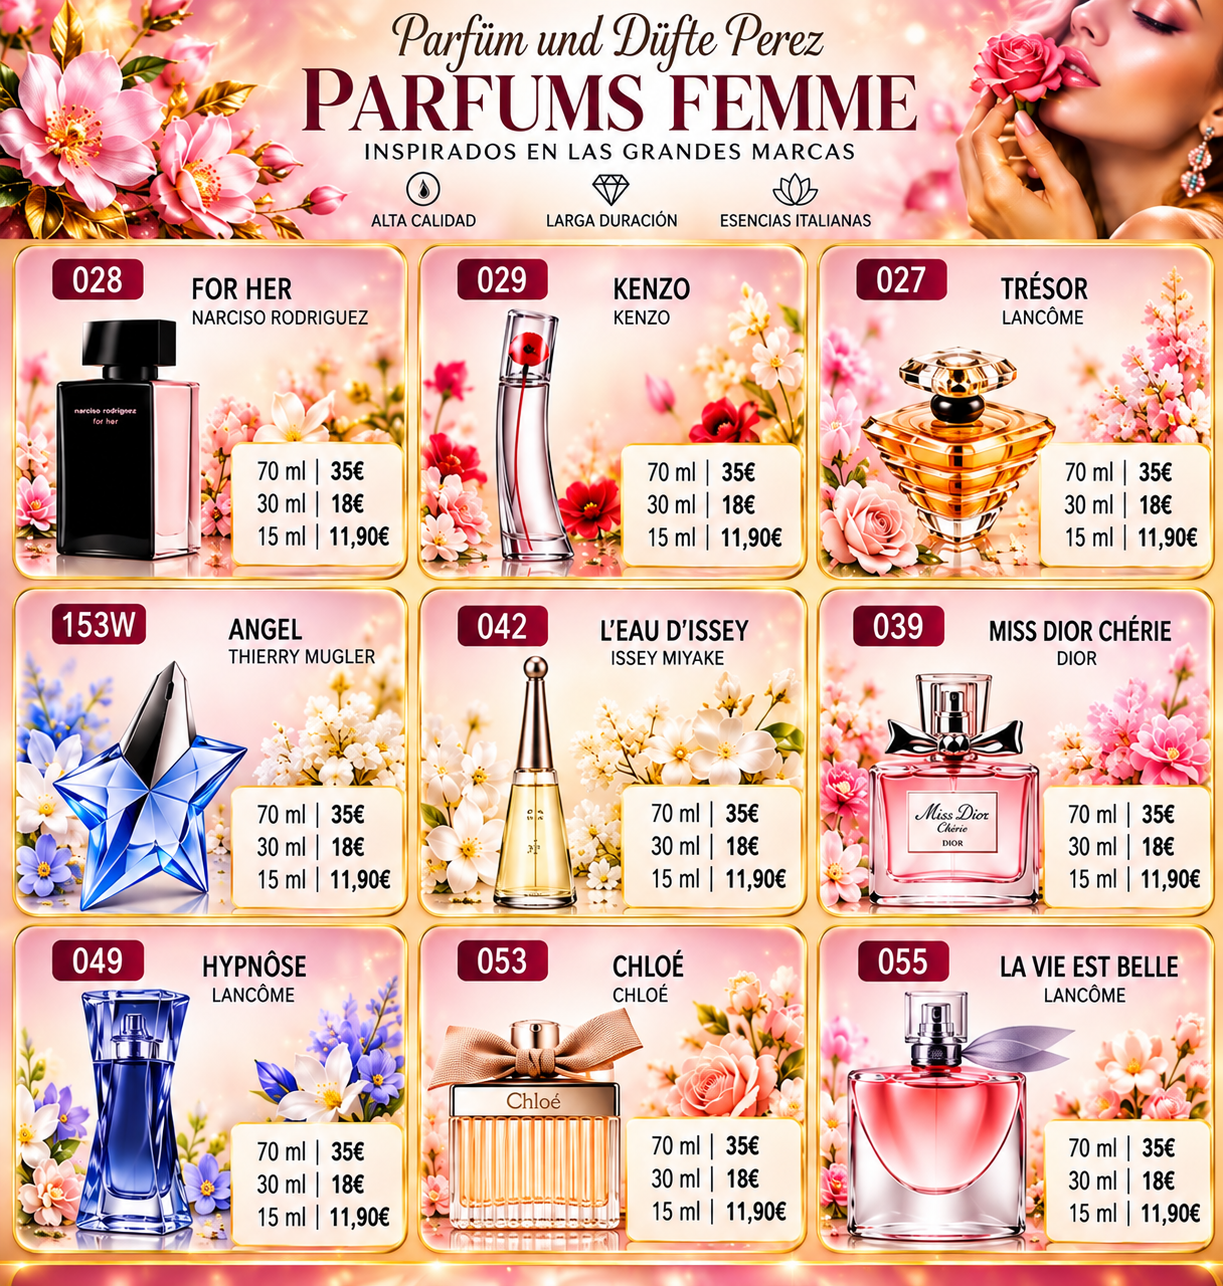 Parfüm und Düfte Perez
PARFUMS FEMME
INSPIRADOS EN LAS GRANDES MARCAS
ALTA CALIDAD
LARGA DURACIÓN
ESENCIAS ITALIANAS
028
FOR HER
NARCISO RODRIGUEZ
narciso rodriguez
for her
70 ml | 35€
30 ml | 18€
15 ml | 11,90€
029
KENZO
KENZO
70 ml | 35€
30 ml | 18€
15 ml | 11,90€
027
TRÉSOR
LANCÔME
70 ml | 35€
30 ml | 18€
15 ml | 11,90€
153W
ANGEL
THIERRY MUGLER
70 ml | 35€
30 ml | 18€
15 ml | 11,90€
042
L'EAU D'ISSEY
ISSEY MIYAKE
70 ml | 35€
30 ml | 18€
15 ml | 11,90€
039
MISS DIOR CHÉRIE
DIOR
Miss Dior
Chérie
DIOR
70 ml | 35€
30 ml | 18€
15 ml | 11,90€
049
HYPNÔSE
LANCÔME
70 ml | 35€
30 ml | 18€
15 ml | 11,90€
053
CHLOÉ
CHLOÉ
Chloé
70 ml | 35€
30 ml | 18€
15 ml | 11,90€
055
LA VIE EST BELLE
LANCÔME
70 ml | 35€
30 ml | 18€
15 ml | 11,90€